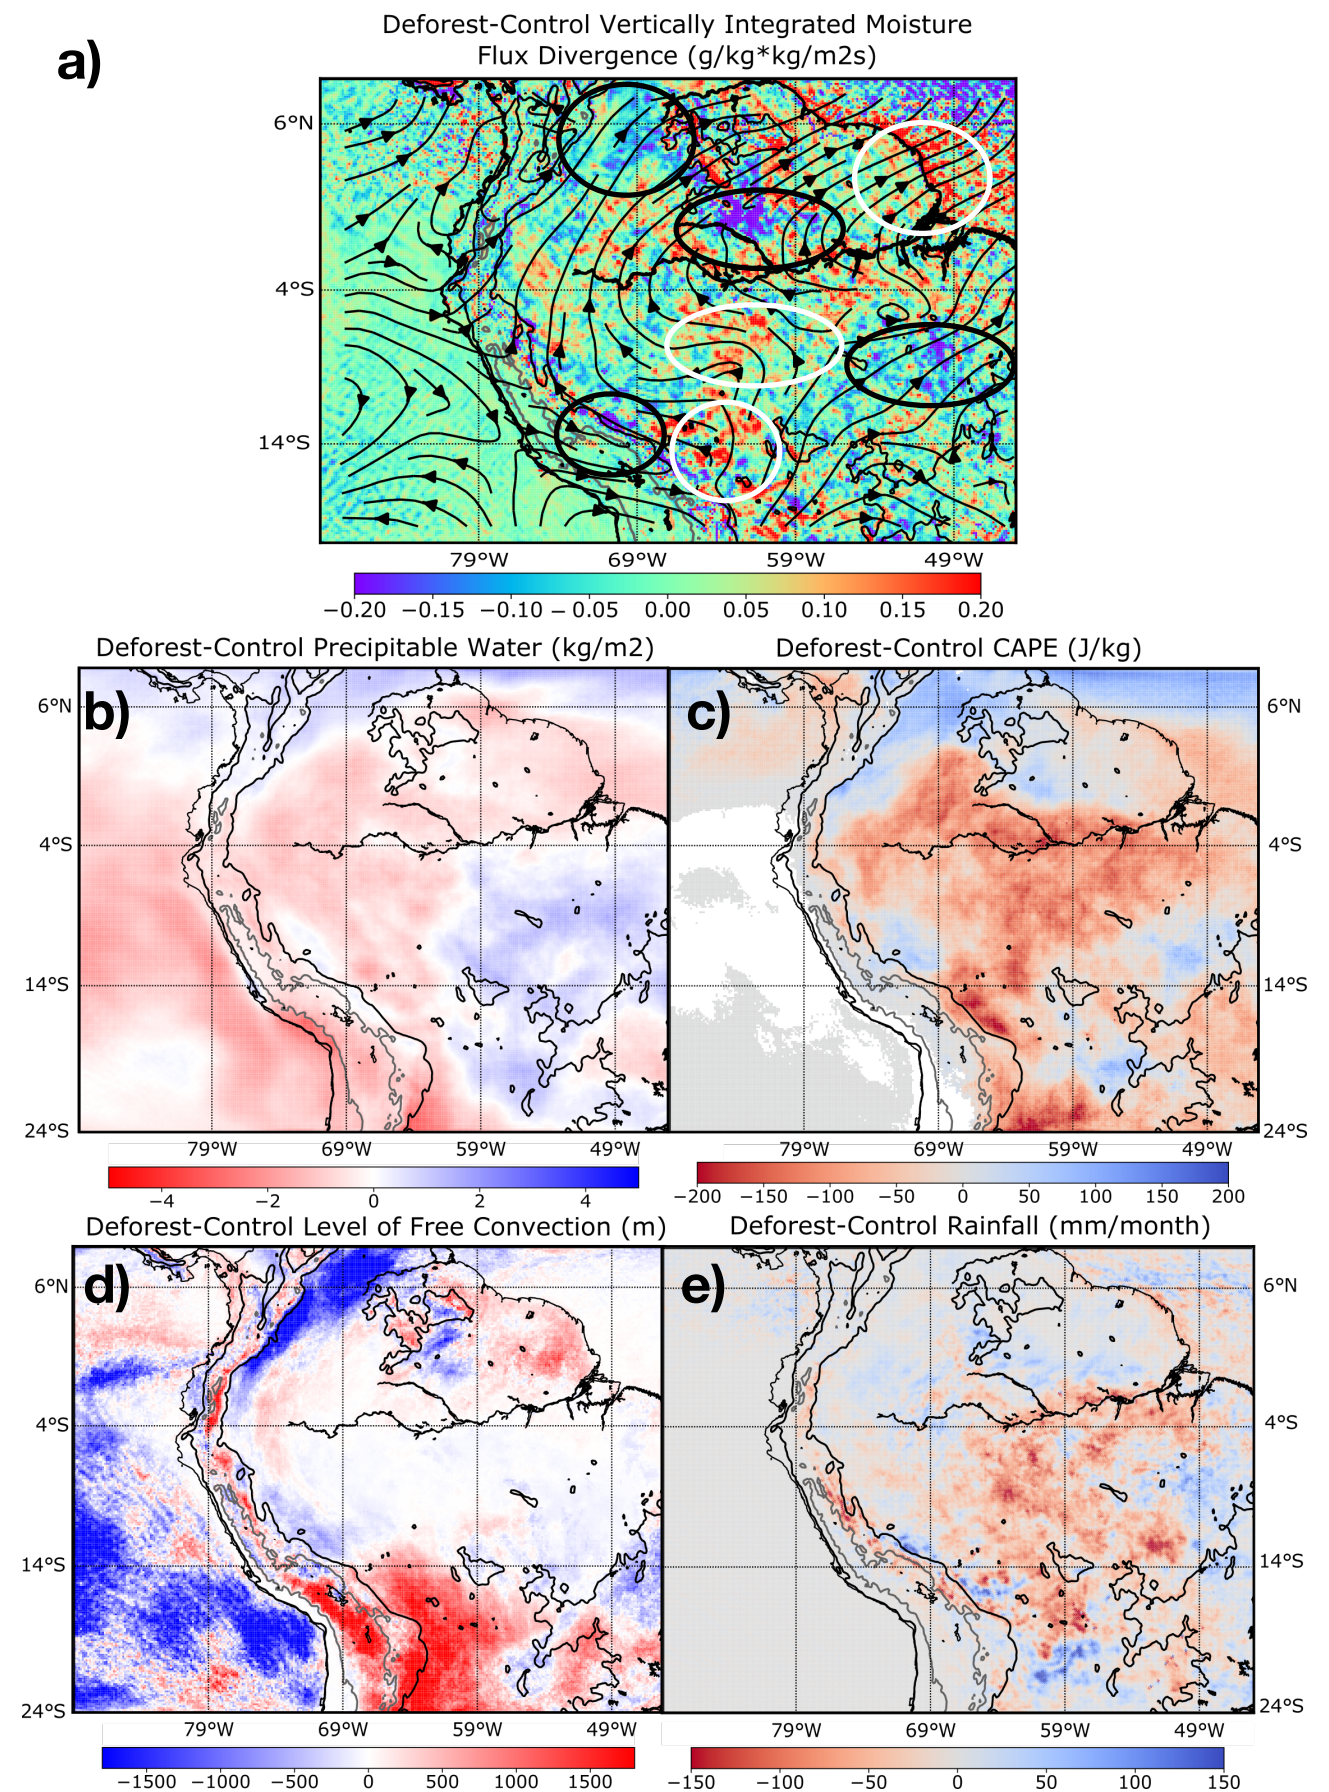 Deforest-Control Vertically Integrated Moisture
Flux Divergence (g/kg*kg/m2s)
a)
6°N
4°S
14°S
79°W 69°W 59°W 49°W
−0.20 −0.15 −0.10 −0.05 0.00 0.05 0.10 0.15 0.20
Deforest-Control Precipitable Water (kg/m2)
b)
6°N
4°S
14°S
24°S
79°W 69°W 59°W 49°W
−4 −2 0 2 4
Deforest-Control CAPE (J/kg)
c)
6°N
4°S
14°S
24°S
79°W 69°W 59°W 49°W
−200 −150 −100 −50 0 50 100 150 200
Deforest-Control Level of Free Convection (m)
d)
6°N
4°S
14°S
24°S
79°W 69°W 59°W 49°W
−1500 −1000 −500 0 500 1000 1500
Deforest-Control Rainfall (mm/month)
e)
6°N
4°S
14°S
24°S
79°W 69°W 59°W 49°W
−150 −100 −50 0 50 100 150